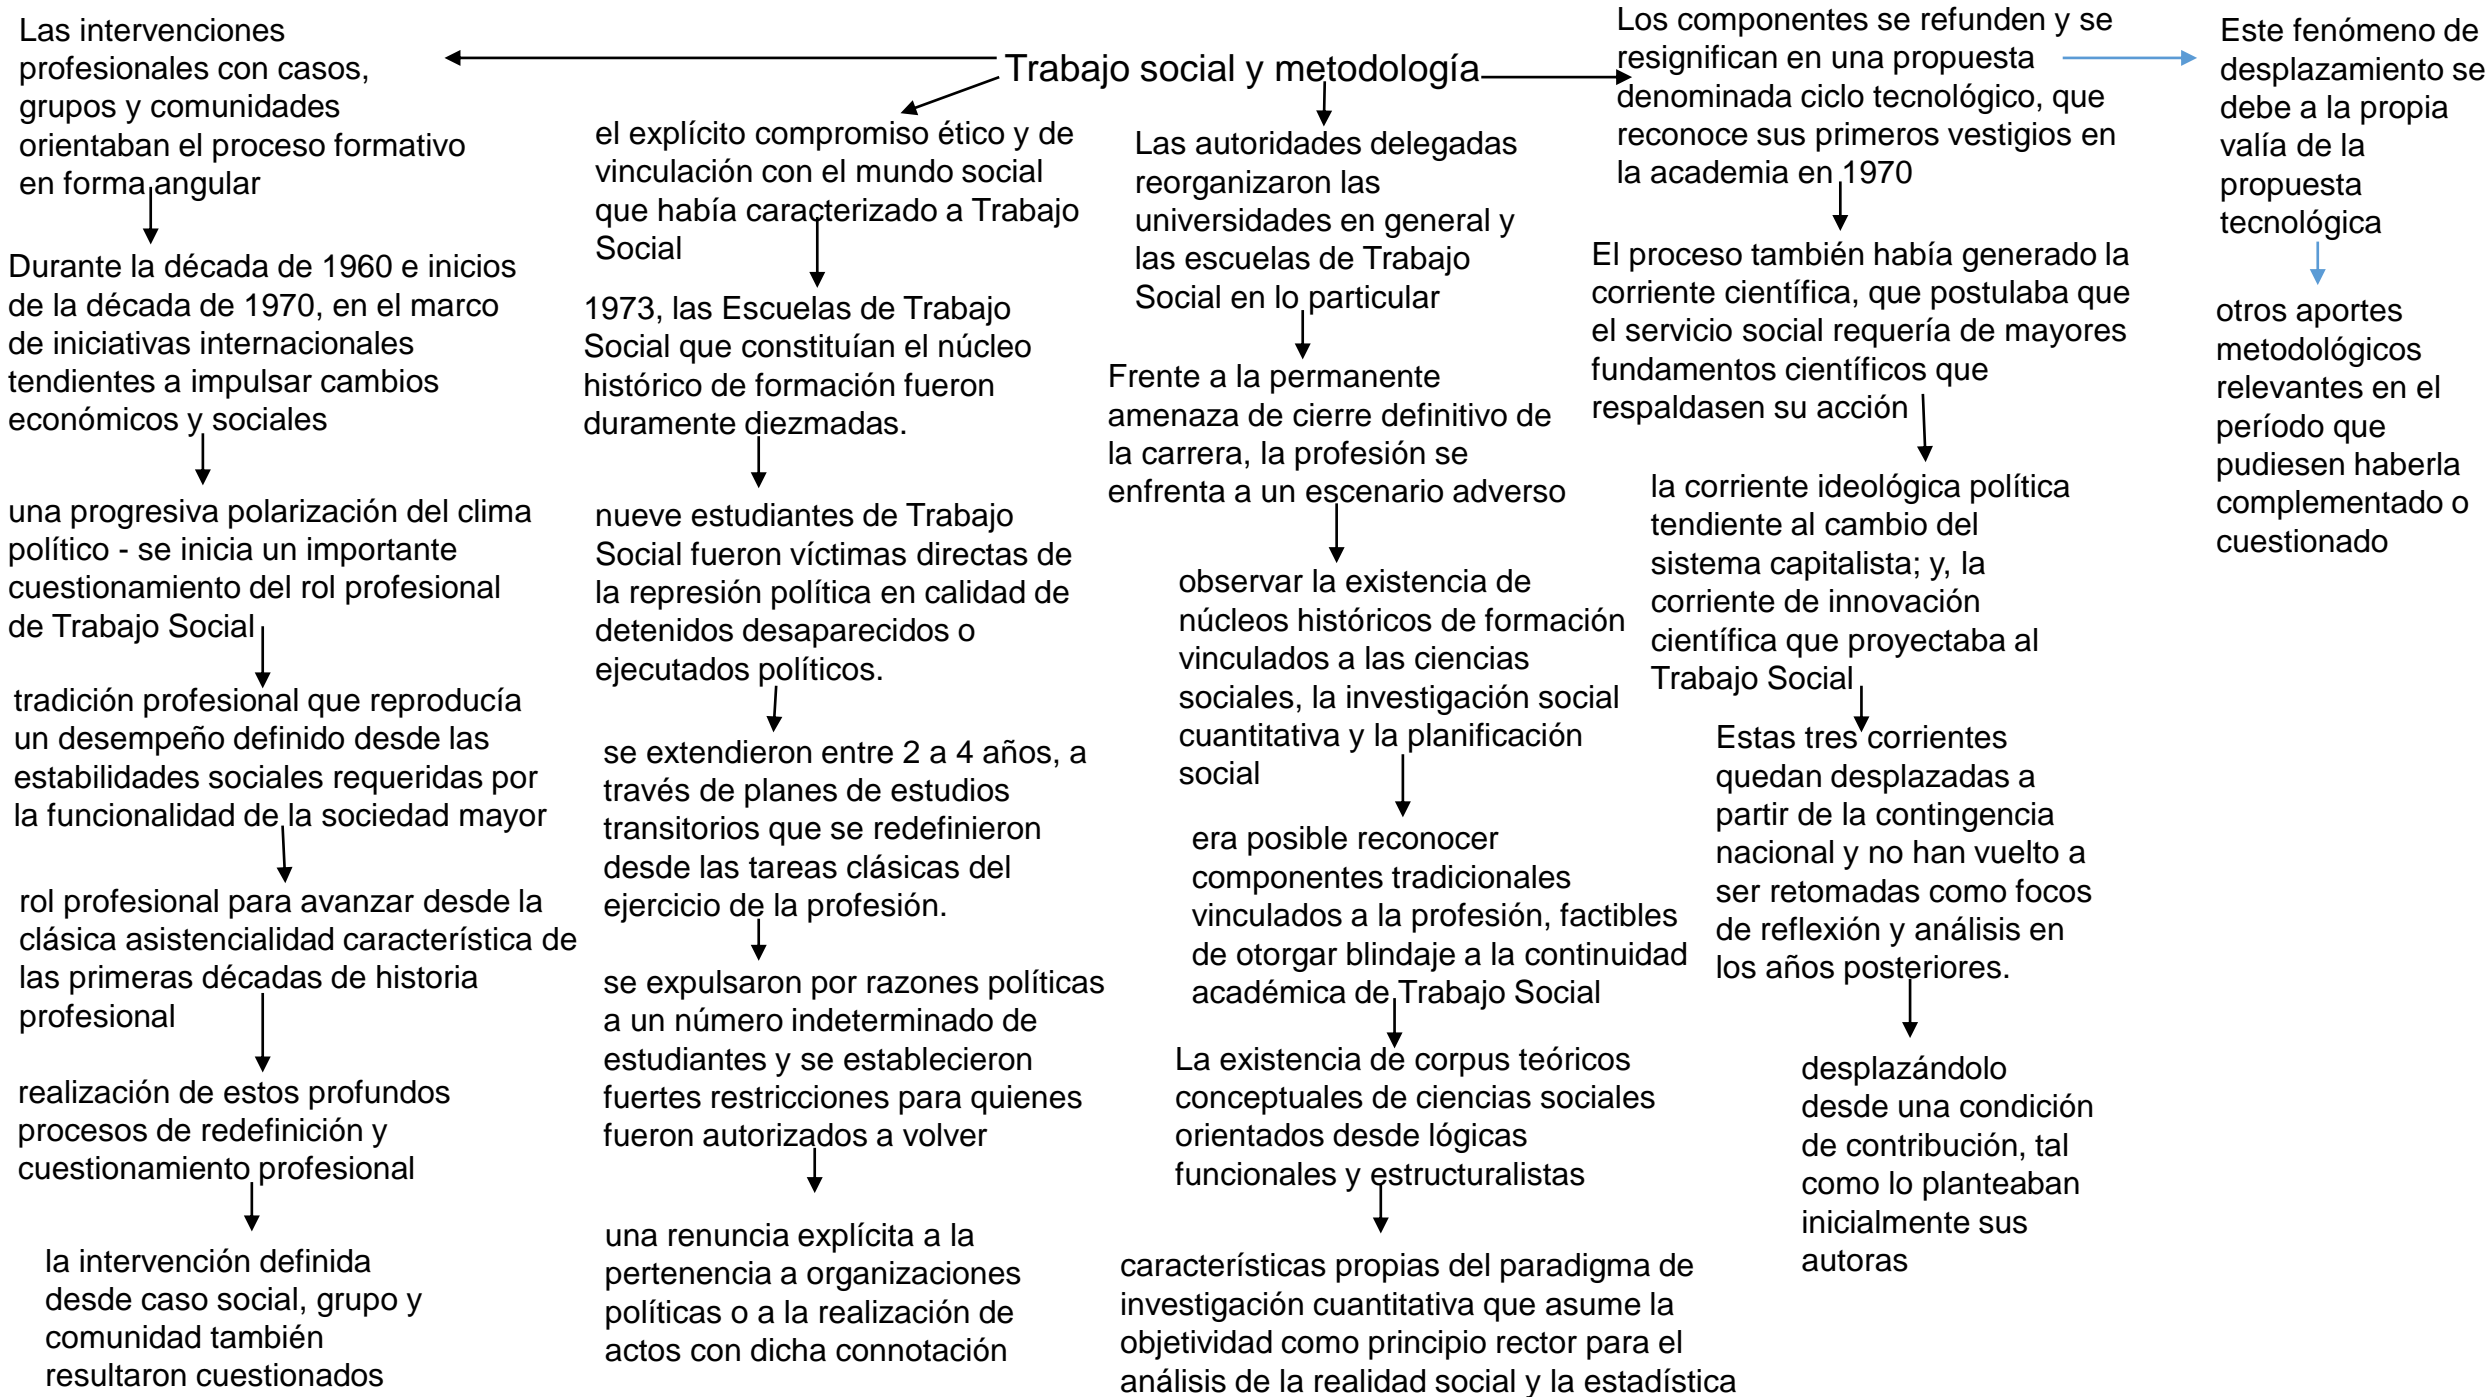 Trabajo social y metodología
Las intervenciones
profesionales con casos,
grupos y comunidades
orientaban el proceso formativo
en forma angular
Durante la década de 1960 e inicios
de la década de 1970, en el marco
de iniciativas internacionales
tendientes a impulsar cambios
económicos y sociales
una progresiva polarización del clima
político - se inicia un importante
cuestionamiento del rol profesional
de Trabajo Social
tradición profesional que reproducía
un desempeño definido desde las
estabilidades sociales requeridas por
la funcionalidad de la sociedad mayor
rol profesional para avanzar desde la
clásica asistencialidad característica de
las primeras décadas de historia
profesional
realización de estos profundos
procesos de redefinición y
cuestionamiento profesional
la intervención definida
desde caso social, grupo y
comunidad también
resultaron cuestionados
el explícito compromiso ético y de
vinculación con el mundo social
que había caracterizado a Trabajo
Social
1973, las Escuelas de Trabajo
Social que constituían el núcleo
histórico de formación fueron
duramente diezmadas.
nueve estudiantes de Trabajo
Social fueron víctimas directas de
la represión política en calidad de
detenidos desaparecidos o
ejecutados políticos.
se extendieron entre 2 a 4 años, a
través de planes de estudios
transitorios que se redefinieron
desde las tareas clásicas del
ejercicio de la profesión.
se expulsaron por razones políticas
a un número indeterminado de
estudiantes y se establecieron
fuertes restricciones para quienes
fueron autorizados a volver
una renuncia explícita a la
pertenencia a organizaciones
políticas o a la realización de
actos con dicha connotación
Las autoridades delegadas
reorganizaron las
universidades en general y
las escuelas de Trabajo
Social en lo particular
Frente a la permanente
amenaza de cierre definitivo de
la carrera, la profesión se
enfrenta a un escenario adverso
observar la existencia de
núcleos históricos de formación
vinculados a las ciencias
sociales, la investigación social
cuantitativa y la planificación
social
era posible reconocer
componentes tradicionales
vinculados a la profesión, factibles
de otorgar blindaje a la continuidad
académica de Trabajo Social
La existencia de corpus teóricos
conceptuales de ciencias sociales
orientados desde lógicas
funcionales y estructuralistas
características propias del paradigma de
investigación cuantitativa que asume la
objetividad como principio rector para el
análisis de la realidad social y la estadística
Los componentes se refunden y se
resignifican en una propuesta
denominada ciclo tecnológico, que
reconoce sus primeros vestigios en
la academia en 1970
El proceso también había generado la
corriente científica, que postulaba que
el servicio social requería de mayores
fundamentos científicos que
respaldasen su acción
la corriente ideológica política
tendiente al cambio del
sistema capitalista; y, la
corriente de innovación
científica que proyectaba al
Trabajo Social
Estas tres corrientes
quedan desplazadas a
partir de la contingencia
nacional y no han vuelto a
ser retomadas como focos
de reflexión y análisis en
los años posteriores.
desplazándolo
desde una condición
de contribución, tal
como lo planteaban
inicialmente sus
autoras
Este fenómeno de
desplazamiento se
debe a la propia
valía de la
propuesta
tecnológica
otros aportes
metodológicos
relevantes en el
período que
pudiesen haberla
complementado o
cuestionado